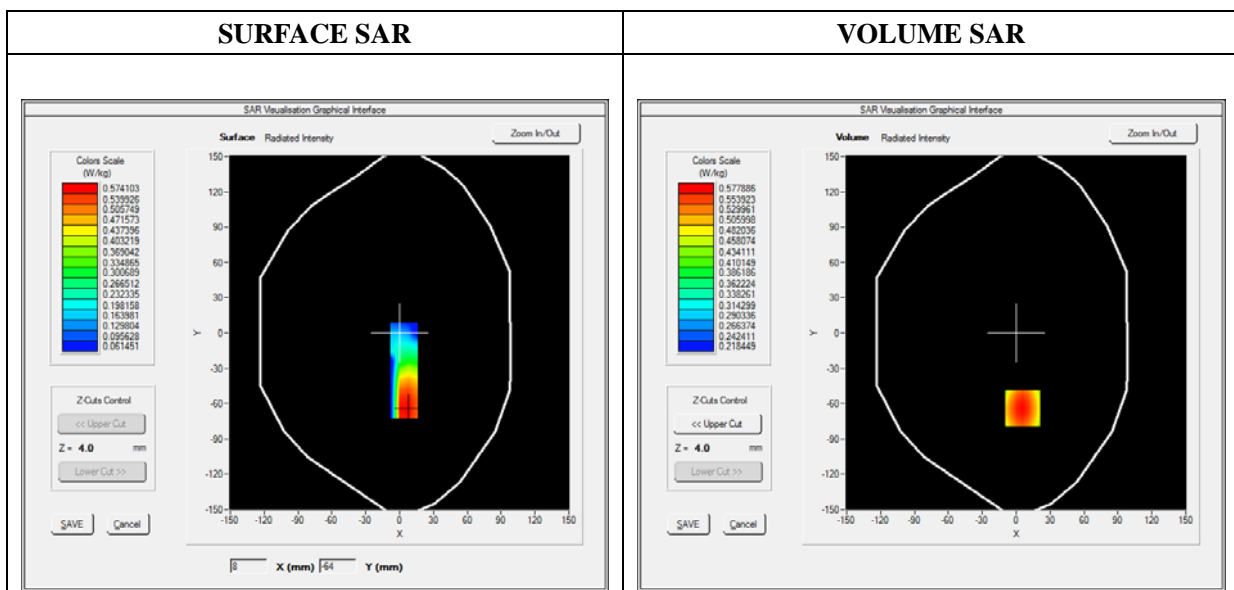 SURFACE SAR
VOLUME SAR
SAR Visualisation Graphical Interface
Surface Radiated Intensity
Zoom In/Out
Colors Scale
(W/kg)
0.574103
0.539926
0.505749
0.471573
0.437396
0.403219
0.369042
0.334865
0.300689
0.266512
0.232335
0.198158
0.163981
0.129804
0.095628
0.061451
Z-Cuts Control
<< Upper Cut
Z = 4.0 mm
Lower Cut >>
SAVE Cancel
150
120
90
60
30
0
-30
-60
-90
-120
-150
Y
-150 -120 -90 -60 -30 0 30 60 90 120 150
X
8 X (mm) -64 Y (mm)
SAR Visualisation Graphical Interface
Volume Radiated Intensity
Zoom In/Out
Colors Scale
(W/kg)
0.577886
0.553923
0.529961
0.505998
0.482036
0.458074
0.434111
0.410149
0.386186
0.362224
0.338261
0.314299
0.290336
0.266374
0.242411
0.218449
Z-Cuts Control
<< Upper Cut
Z = 4.0 mm
Lower Cut >>
SAVE Cancel
150
120
90
60
30
0
-30
-60
-90
-120
-150
Y
-150 -120 -90 -60 -30 0 30 60 90 120 150
X